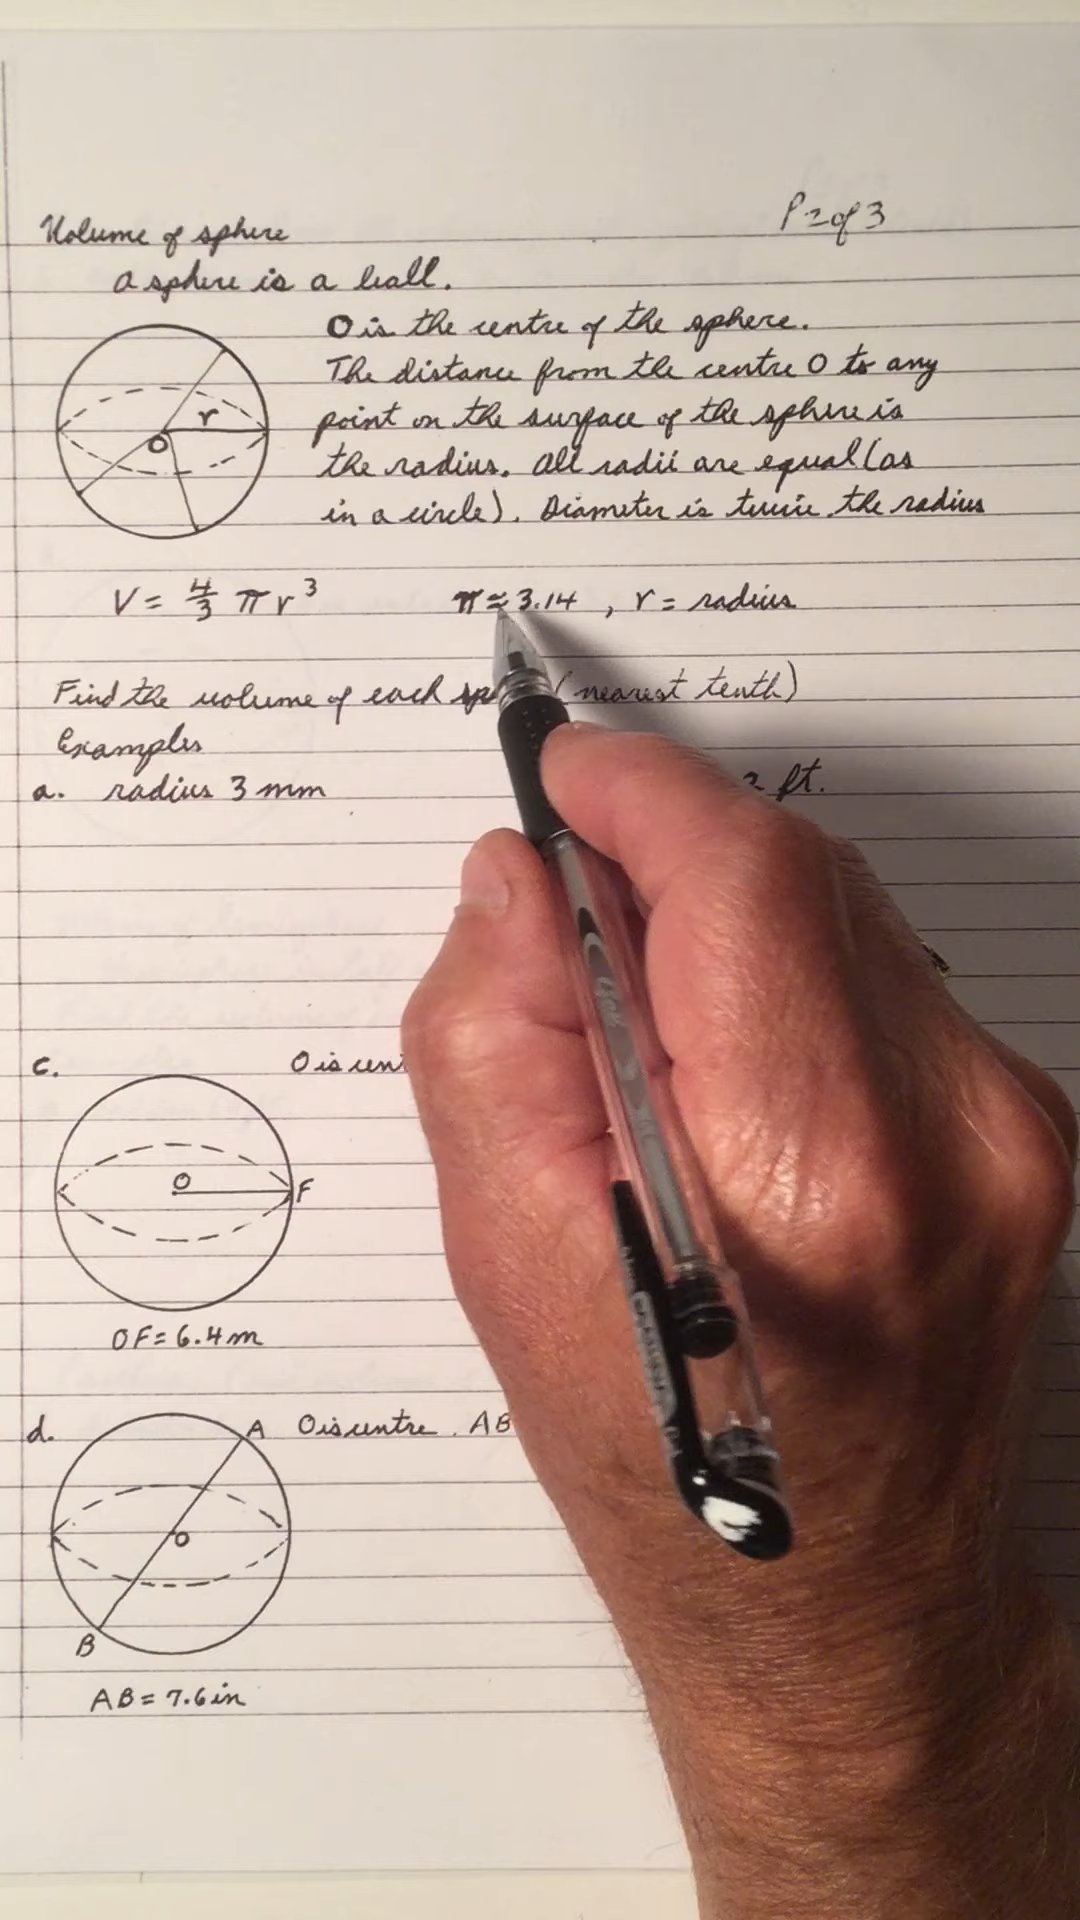 P2of 3
Volume of sphere
a sphere is a ball.
O is the centre of the sphere.
The distance from the centre O to any
point on the surface of the sphere is
the radius. All radii are equal (as
in a circle). Diameter is twice the radius
r
O
V = 4/3 π r³ π ≈ 3.14 , r = radius
Find the volume of each (nearest tenth)
Examples
a. radius 3 mm ft.
c. O is
O
F
OF = 6.4 m
d. A O is centre . AB
O
B
AB = 7.6 in